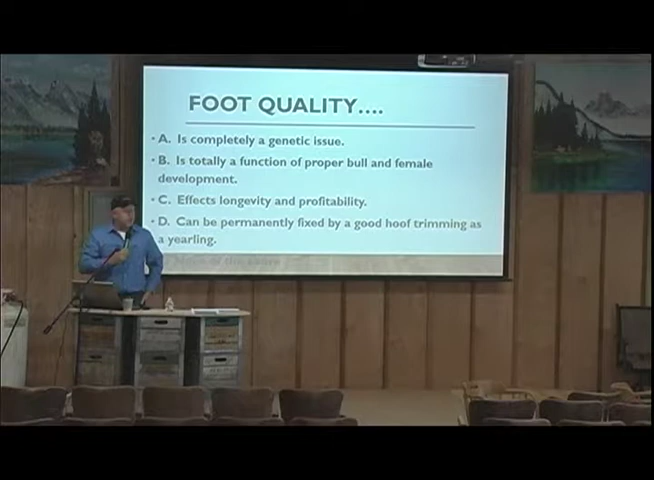 FOOT QUALITY....
• A. Is completely a genetic issue.
• B. Is totally a function of proper bull and female
development.
• C. Effects longevity and profitability.
• D. Can be permanently fixed by a good hoof trimming as
a yearling.